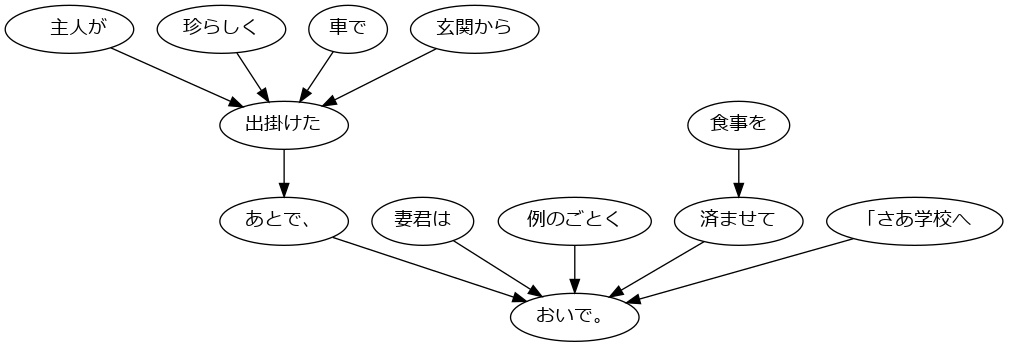 主人が 珍らしく 車で 玄関から
出掛けた 食事を
あとで、 妻君は 例のごとく 済ませて 「さあ学校へ
おいで。